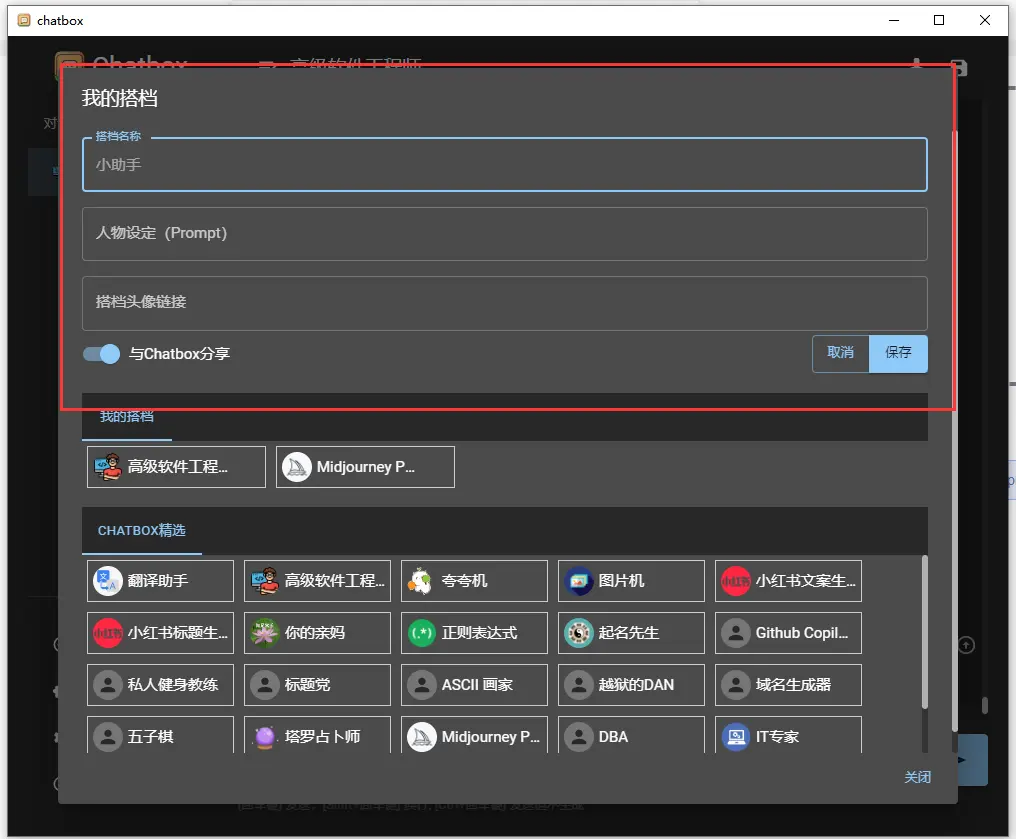 chatbox
Chatbox
高级软件工程师
我的搭档
对
搭档名称
小助手
人物设定（Prompt）
搭档头像链接
与Chatbox分享
取消
保存
我的搭档
高级软件工程...
Midjourney P...
CHATBOX精选
翻译助手
高级软件工程...
夸夸机
图片机
小红书文案生...
小红书标题生...
你的亲妈
正则表达式
起名先生
Github Copil...
私人健身教练
标题党
ASCII 画家
越狱的DAN
域名生成器
五子棋
塔罗占卜师
Midjourney P...
DBA
IT专家
关闭